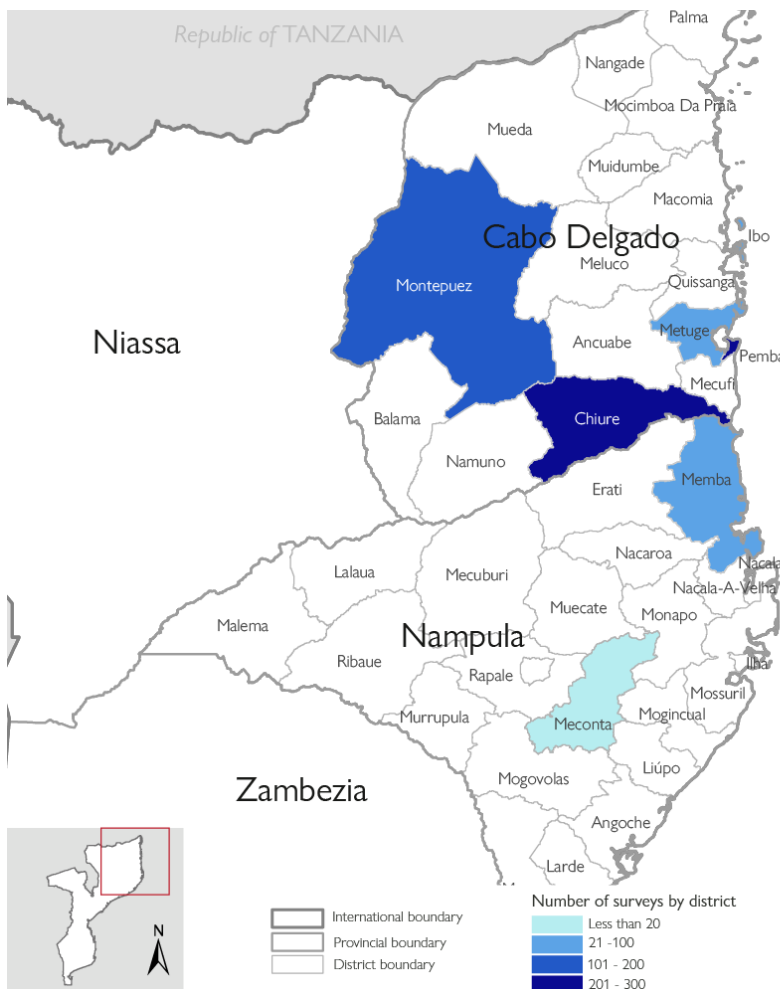 Republic of TANZANIA
Palma
Nangade
Mocimboa Da Praia
Mueda
Muidumbe
Macomia
Cabo Delgado
Ibo
Meluco
Quissanga
Montepuez
Metuge
Niassa
Ancuabe
Pemba
Mecufi
Balama
Chiure
Namuno
Memba
Erati
Nacaroa
Nacala
Lalaua
Mecuburi
Nacala-A-Velha
Muecate
Monapo
Malema
Nampula
Ribaue
Ilha
Rapale
Mossuril
Murrupula
Meconta
Mogincual
Liúpo
Mogovolas
Zambezia
Angoche
Larde
N
International boundary
Provincial boundary
District boundary
Number of surveys by district
Less than 20
21 -100
101 - 200
201 - 300